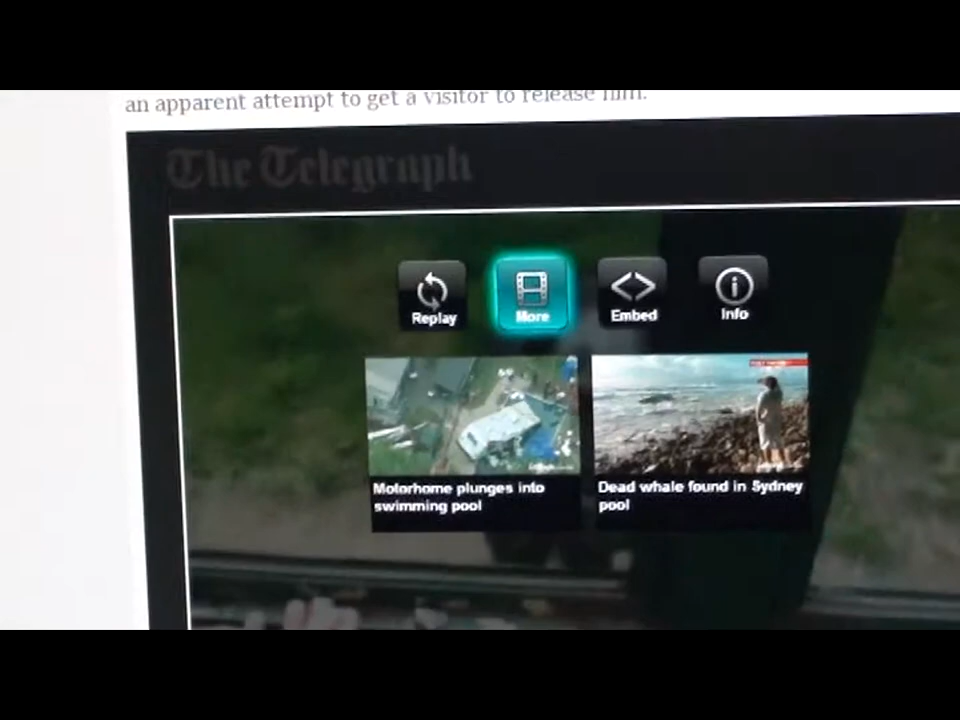 an apparent attempt to get a visitor to release him.
The Telegraph
Replay
More
Embed
Info
Motorhome plunges into
swimming pool
Dead whale found in Sydney
pool